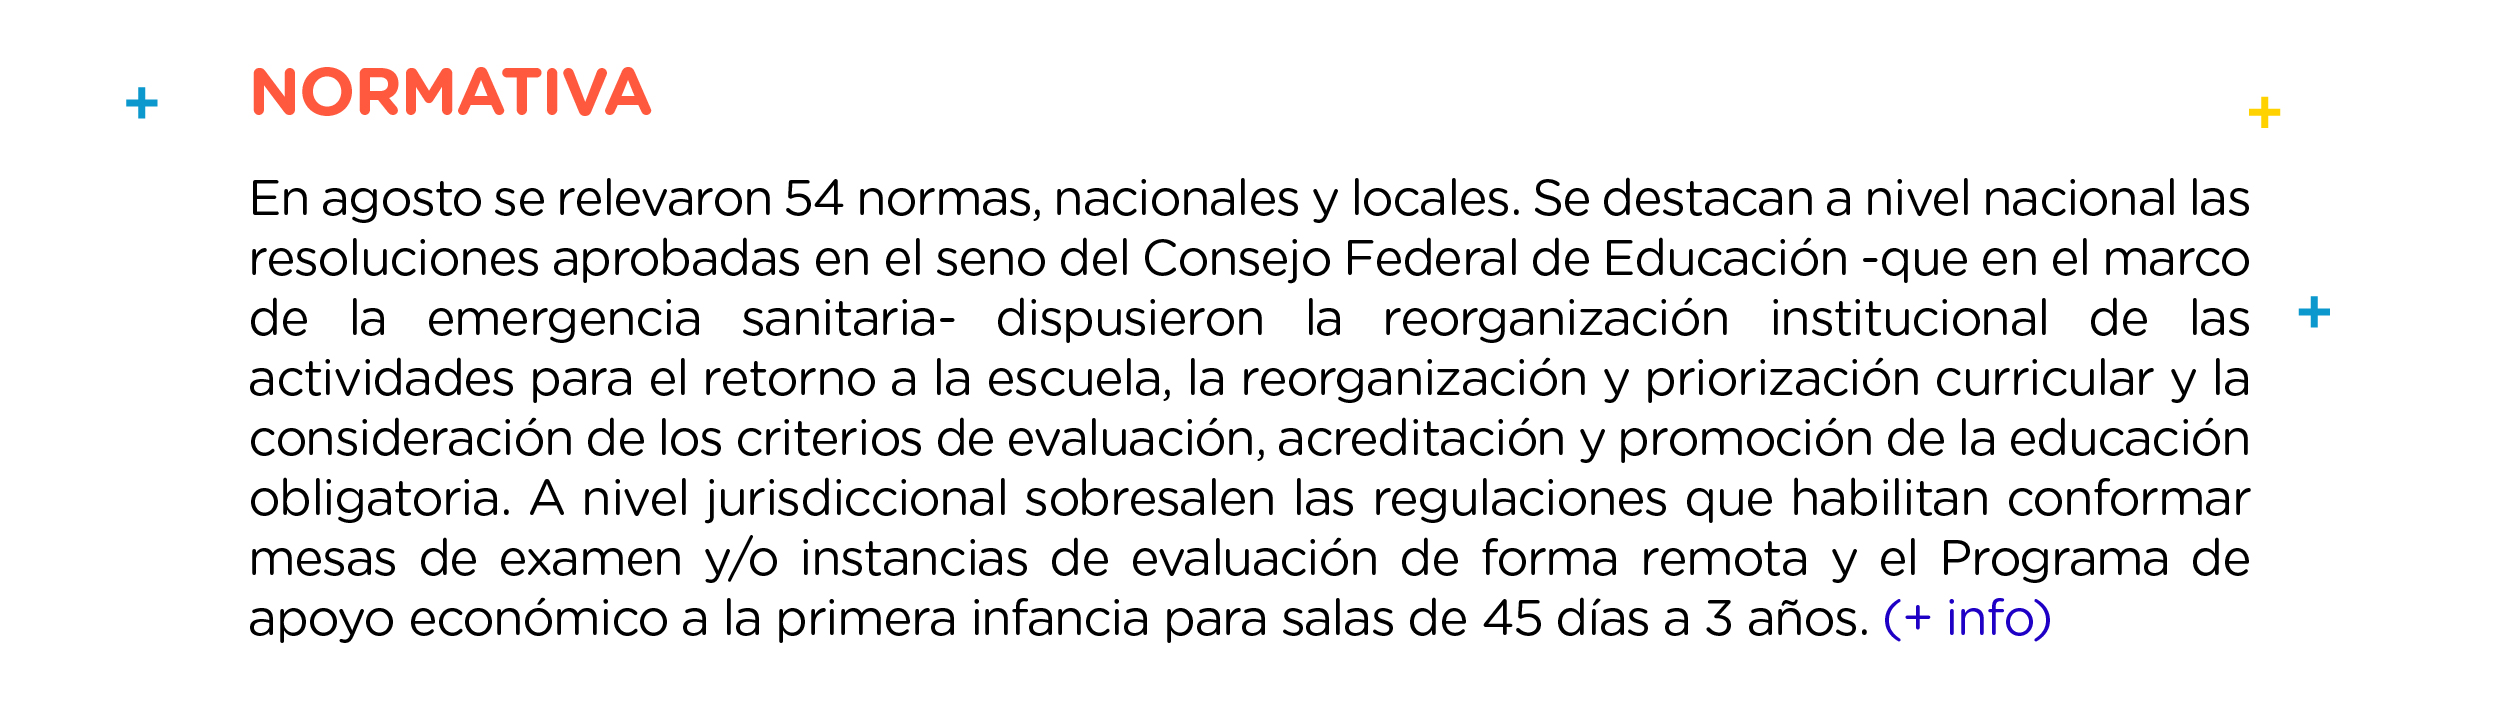 NORMATIVA
En agosto se relevaron 54 normas, nacionales y locales. Se destacan a nivel nacional las
resoluciones aprobadas en el seno del Consejo Federal de Educación -que en el marco
de la emergencia sanitaria- dispusieron la reorganización institucional de las
actividades para el retorno a la escuela, la reorganización y priorización curricular y la
consideración de los criterios de evaluación, acreditación y promoción de la educación
obligatoria. A nivel jurisdiccional sobresalen las regulaciones que habilitan conformar
mesas de examen y/o instancias de evaluación de forma remota y el Programa de
apoyo económico a la primera infancia para salas de 45 días a 3 años. (+ info)